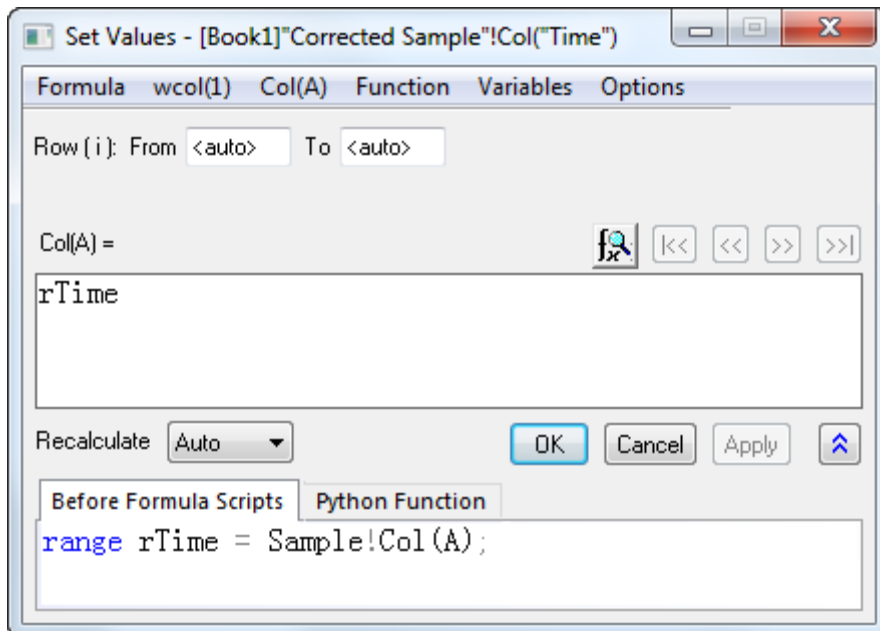 Set Values - [Book1]"Corrected Sample"!Col("Time")
Formula wcol(1) Col(A) Function Variables Options
Row (i): From <auto> To <auto>
Col(A) =
|<< << >> >>|
rTime
Recalculate Auto OK Cancel Apply
Before Formula Scripts Python Function
range rTime = Sample!Col(A);